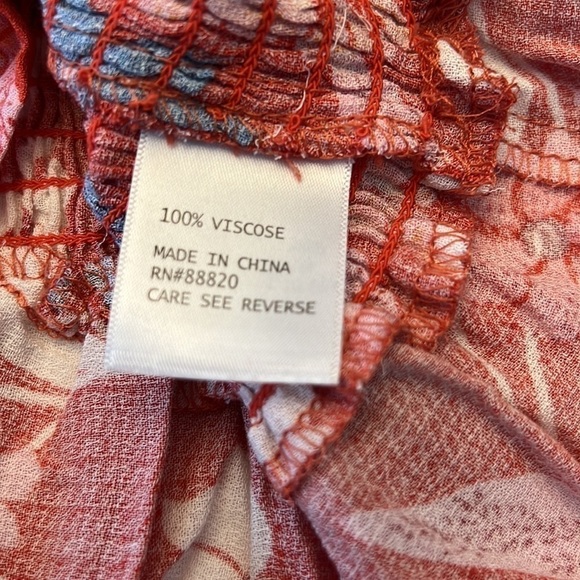 100% VISCOSE
MADE IN CHINA
RN#88820
CARE SEE REVERSE